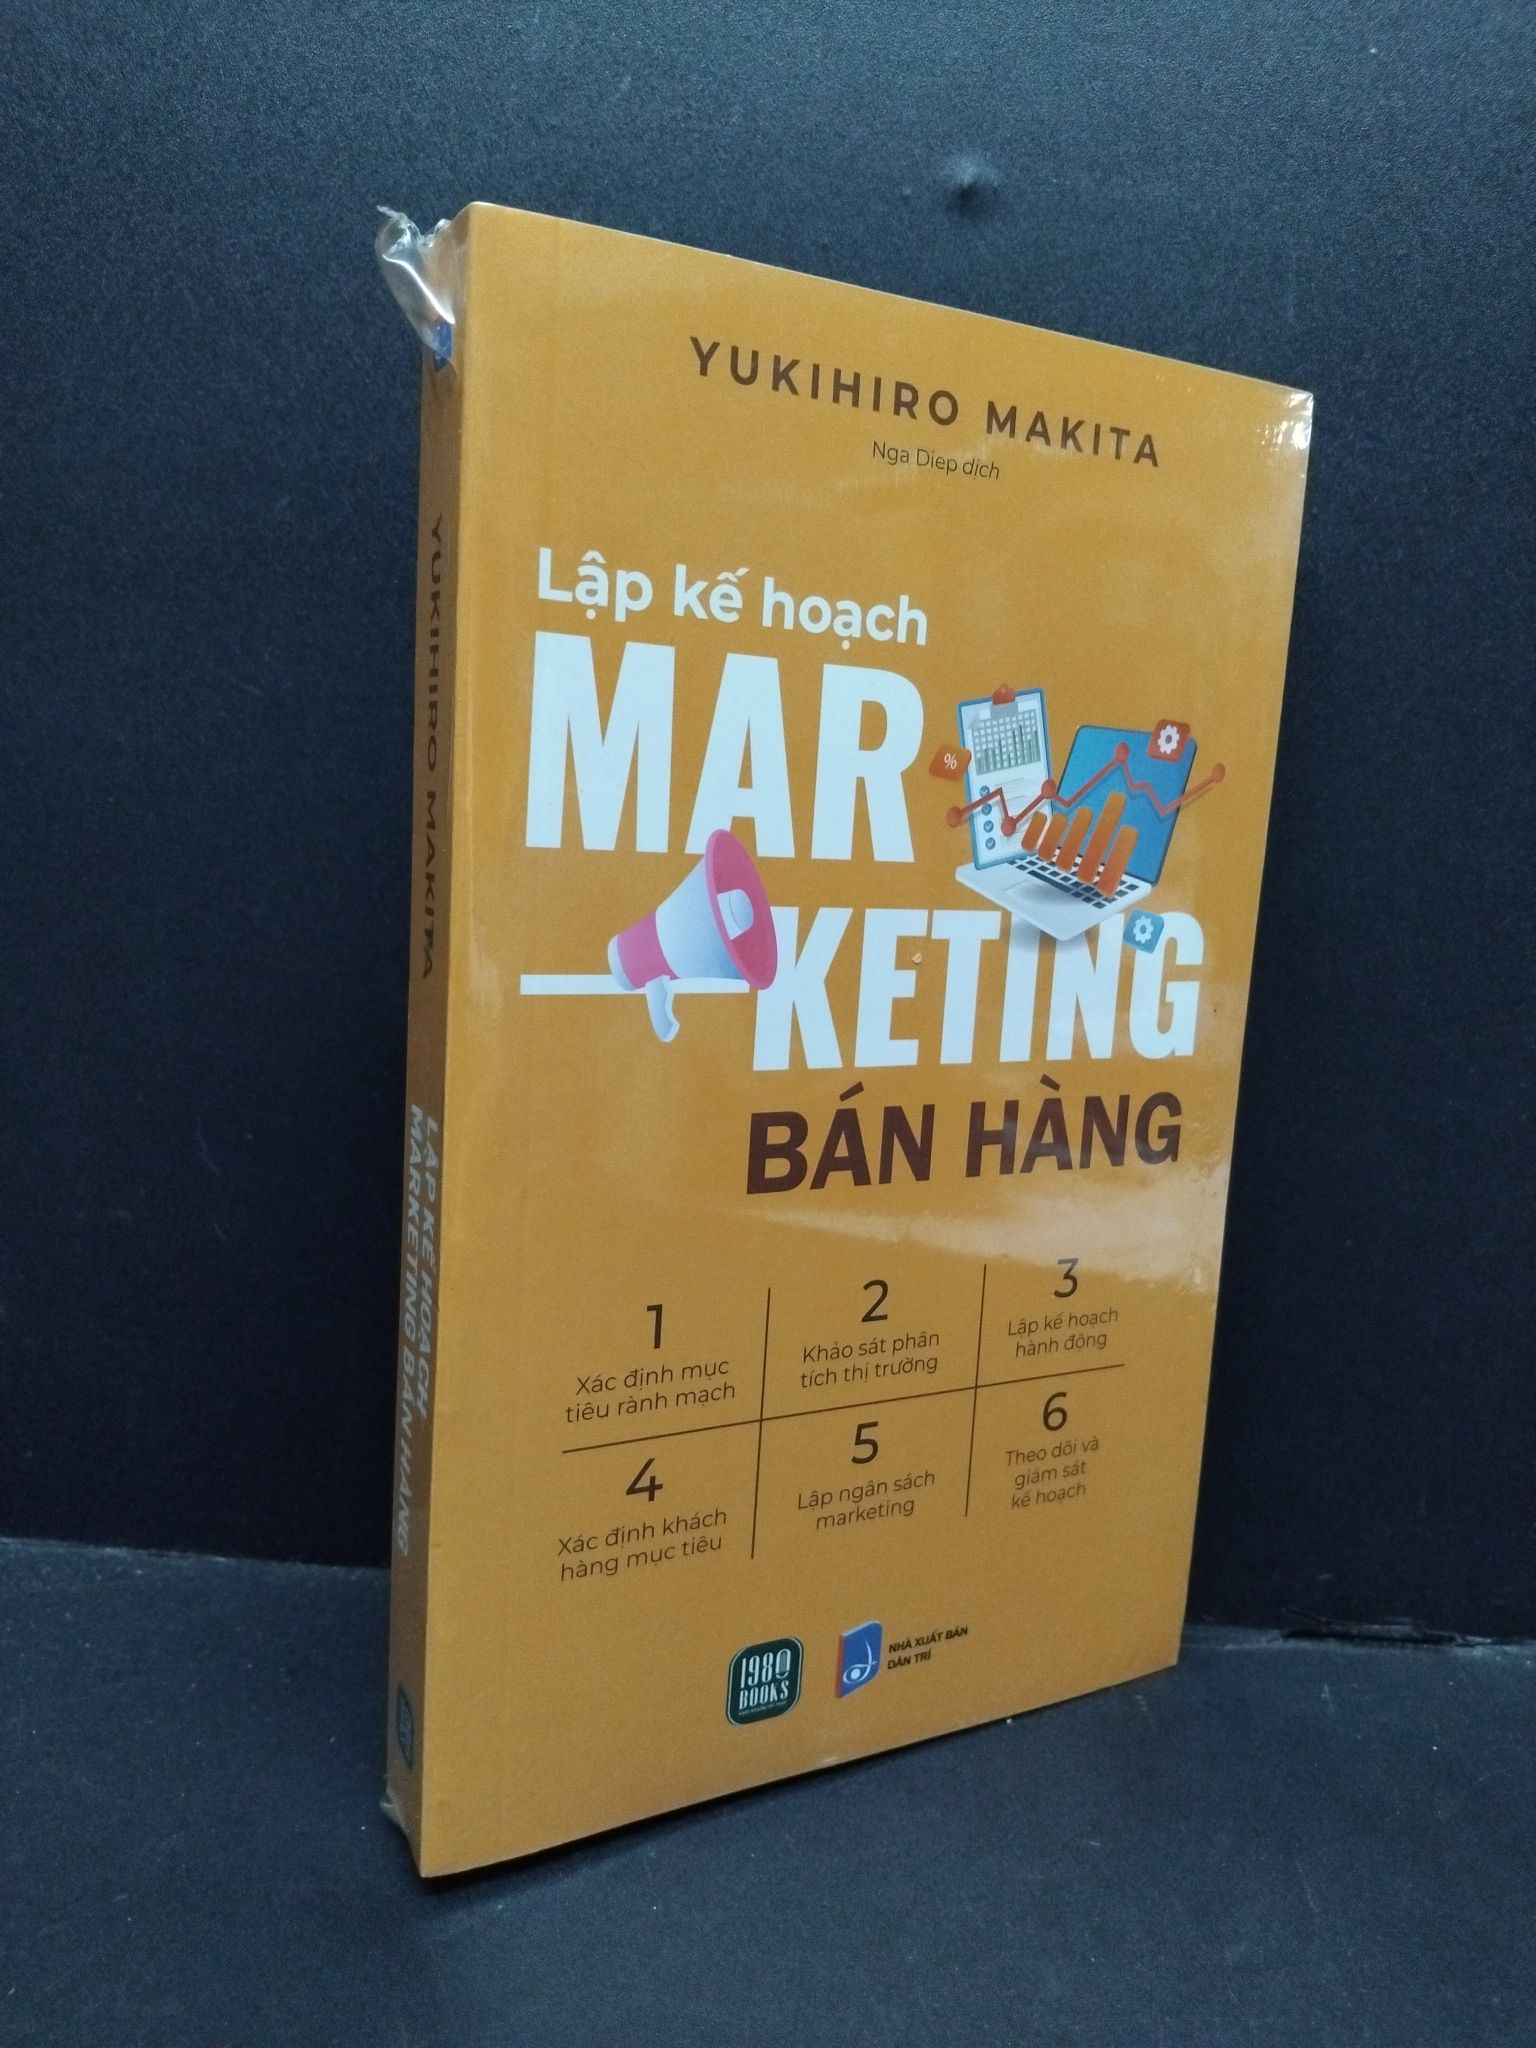 YUKIHIRO MAKITA
Nga Diep dịch
Lập kế hoạch
MAR
KETING
BÁN HÀNG
%
1
Xác định mục
tiêu rành mạch
2
Khảo sát phân
tích thị trường
3
Lập kế hoạch
hành động
4
Xác định khách
hàng mục tiêu
5
Lập ngân sách
marketing
6
Theo dõi và
giám sát
kế hoạch
1980
BOOKS
NHÀ XUẤT BẢN
DÂN TRÍ
YUKIHIRO MAKITA
LẬP KẾ HOẠCH
MARKETING BÁN HÀNG